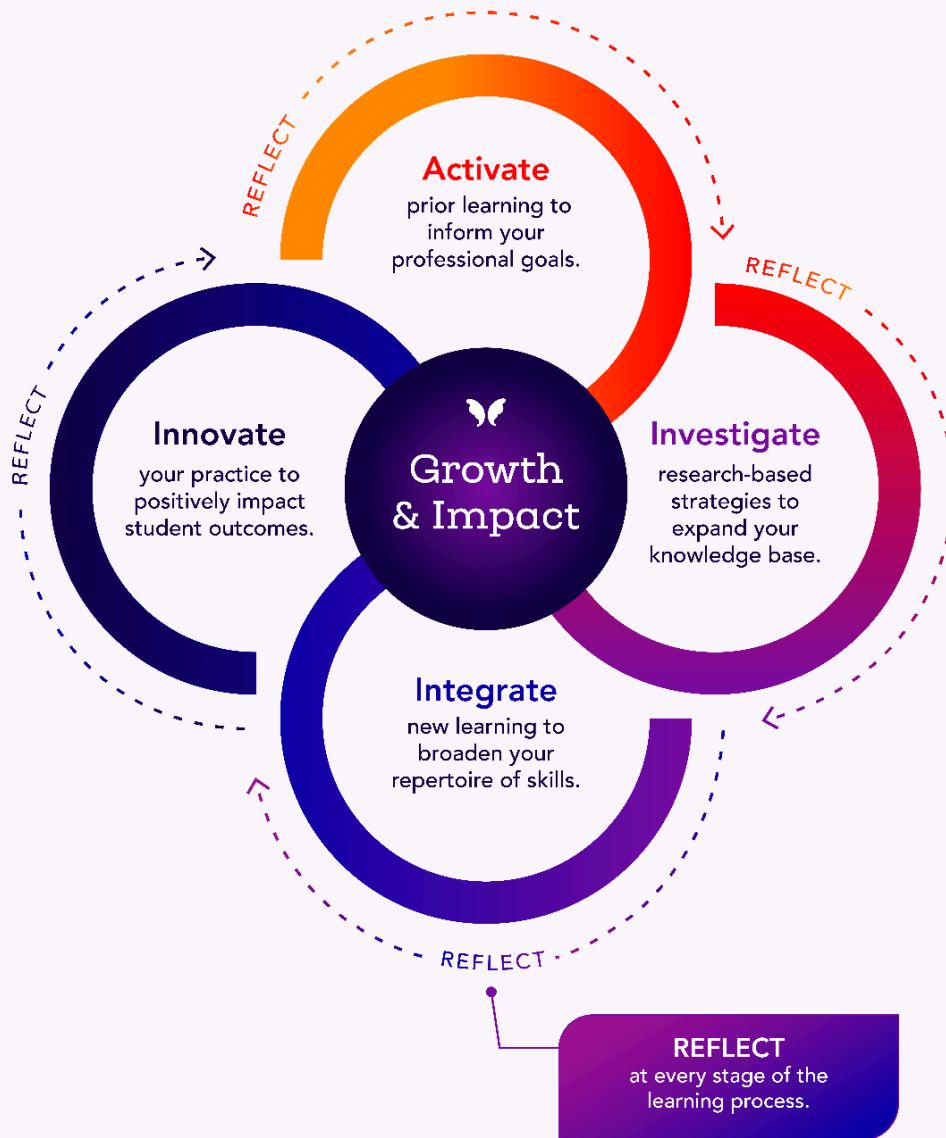 REFLECT
Activate
prior learning to
inform your
professional goals.
REFLECT
Investigate
research-based
strategies to
expand your
knowledge base.
Growth
& Impact
REFLECT
Innovate
your practice to
positively impact
student outcomes.
Integrate
new learning to
broaden your
repertoire of skills.
REFLECT
REFLECT
at every stage of the
learning process.